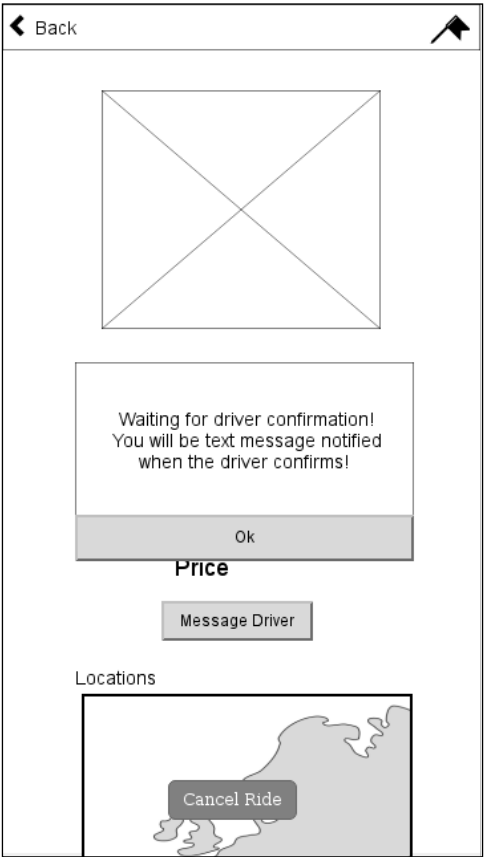 Back
Waiting for driver confirmation!
You will be text message notified
when the driver confirms!
Ok
Price
Message Driver
Locations
Cancel Ride